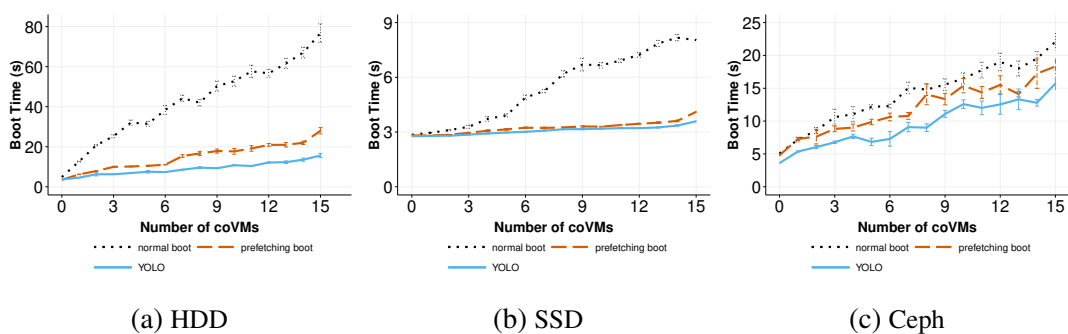 80
60
40
20
0
Boot Time (s)
0 3 6 9 12 15
Number of coVMs
normal boot prefetching boot
YOLO
(a) HDD
9
6
3
0
Boot Time (s)
0 3 6 9 12 15
Number of coVMs
normal boot prefetching boot
YOLO
(b) SSD
25
20
15
10
5
0
Boot Time (s)
0 3 6 9 12 15
Number of coVMs
normal boot prefetching boot
YOLO
(c) Ceph